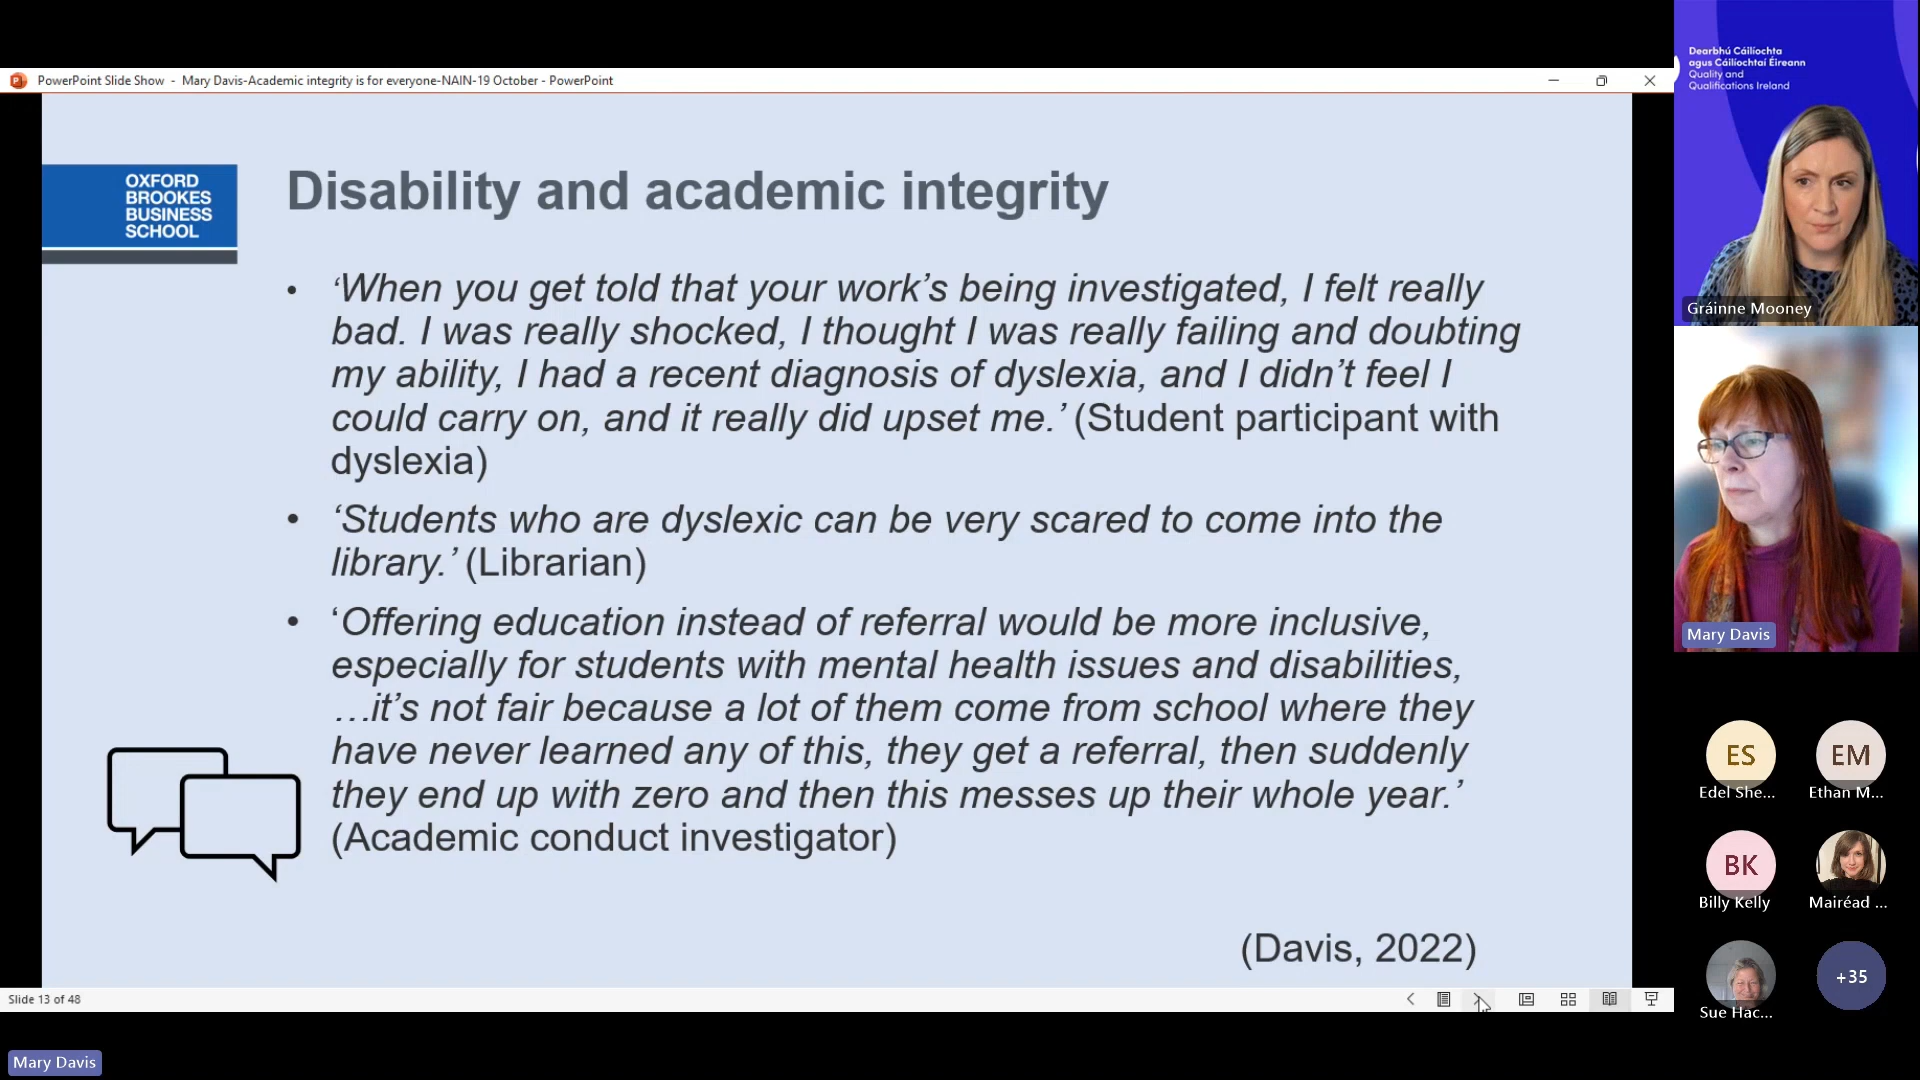 PowerPoint Slide Show - Mary Davis-Academic integrity is for everyone-NAIN-19 October - PowerPoint
OXFORD
BROOKES
BUSINESS
SCHOOL
Disability and academic integrity
• ‘When you get told that your work’s being investigated, I felt really
bad. I was really shocked, I thought I was really failing and doubting
my ability, I had a recent diagnosis of dyslexia, and I didn’t feel I
could carry on, and it really did upset me.’ (Student participant with
dyslexia)
• ‘Students who are dyslexic can be very scared to come into the
library.’ (Librarian)
• ‘Offering education instead of referral would be more inclusive,
especially for students with mental health issues and disabilities,
…it’s not fair because a lot of them come from school where they
have never learned any of this, they get a referral, then suddenly
they end up with zero and then this messes up their whole year.’
(Academic conduct investigator)
(Davis, 2022)
Slide 13 of 48
Mary Davis
Dearbhú Cáilíochta
agus Cáilíochtaí Éireann
Quality and
Qualifications Ireland
Gráinne Mooney
Mary Davis
ES
EM
Edel She...
Ethan M...
BK
Billy Kelly
Mairéad ...
+35
Sue Hac...